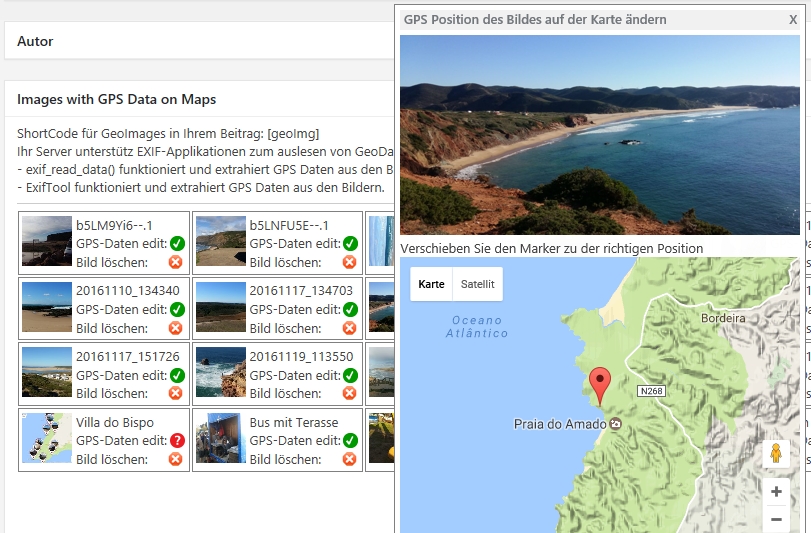 Autor
Images with GPS Data on Maps
ShortCode für GeoImages in Ihrem Beitrag: [geoImg]
Ihr Server unterstütz EXIF-Applikationen zum auslesen von GeoDa
- exif_read_data() funktioniert und extrahiert GPS Daten aus den B
- ExifTool funktioniert und extrahiert GPS Daten aus den Bildern.
b5LM9Yi6--.1
GPS-Daten edit:
Bild löschen:
b5LNFU5E--.1
GPS-Daten edit:
Bild löschen:
20161110_134340
GPS-Daten edit:
Bild löschen:
20161117_134703
GPS-Daten edit:
Bild löschen:
20161117_151726
GPS-Daten edit:
Bild löschen:
20161119_113550
GPS-Daten edit:
Bild löschen:
Villa do Bispo
GPS-Daten edit:
Bild löschen:
Bus mit Terasse
GPS-Daten edit:
Bild löschen:
GPS Position des Bildes auf der Karte ändern X
Verschieben Sie den Marker zu der richtigen Position
Karte Satellit
Oceano
Atlântico
Bordeira
N268
Praia do Amado
+
−